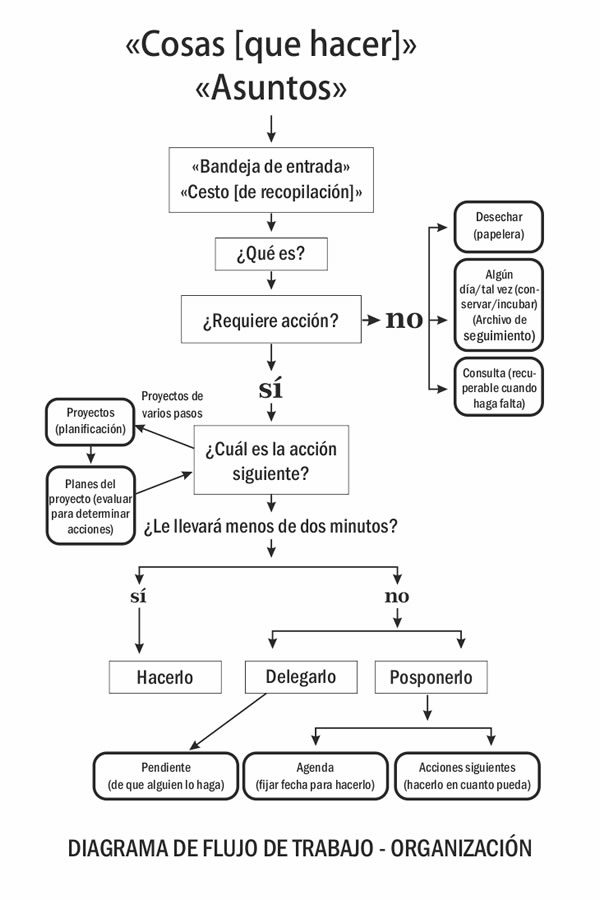 «Cosas [que hacer]»
«Asuntos»
«Bandeja de entrada»
«Cesto [de recopilación]»
¿Qué es?
¿Requiere acción?
no
Desechar
(papelera)
Algún
día/tal vez (con-
servar/incubar)
(Archivo de
seguimiento)
Consulta (recu-
perable cuando
haga falta)
sí
Proyectos de
varios pasos
Proyectos
(planificación)
¿Cuál es la acción
siguiente?
Planes del
proyecto (evaluar
para determinar
acciones)
¿Le llevará menos de dos minutos?
sí
no
Hacerlo
Delegarlo
Posponerlo
Pendiente
(de que alguien lo haga)
Agenda
(fijar fecha para hacerlo)
Acciones siguientes
(hacerlo en cuanto pueda)
DIAGRAMA DE FLUJO DE TRABAJO - ORGANIZACIÓN